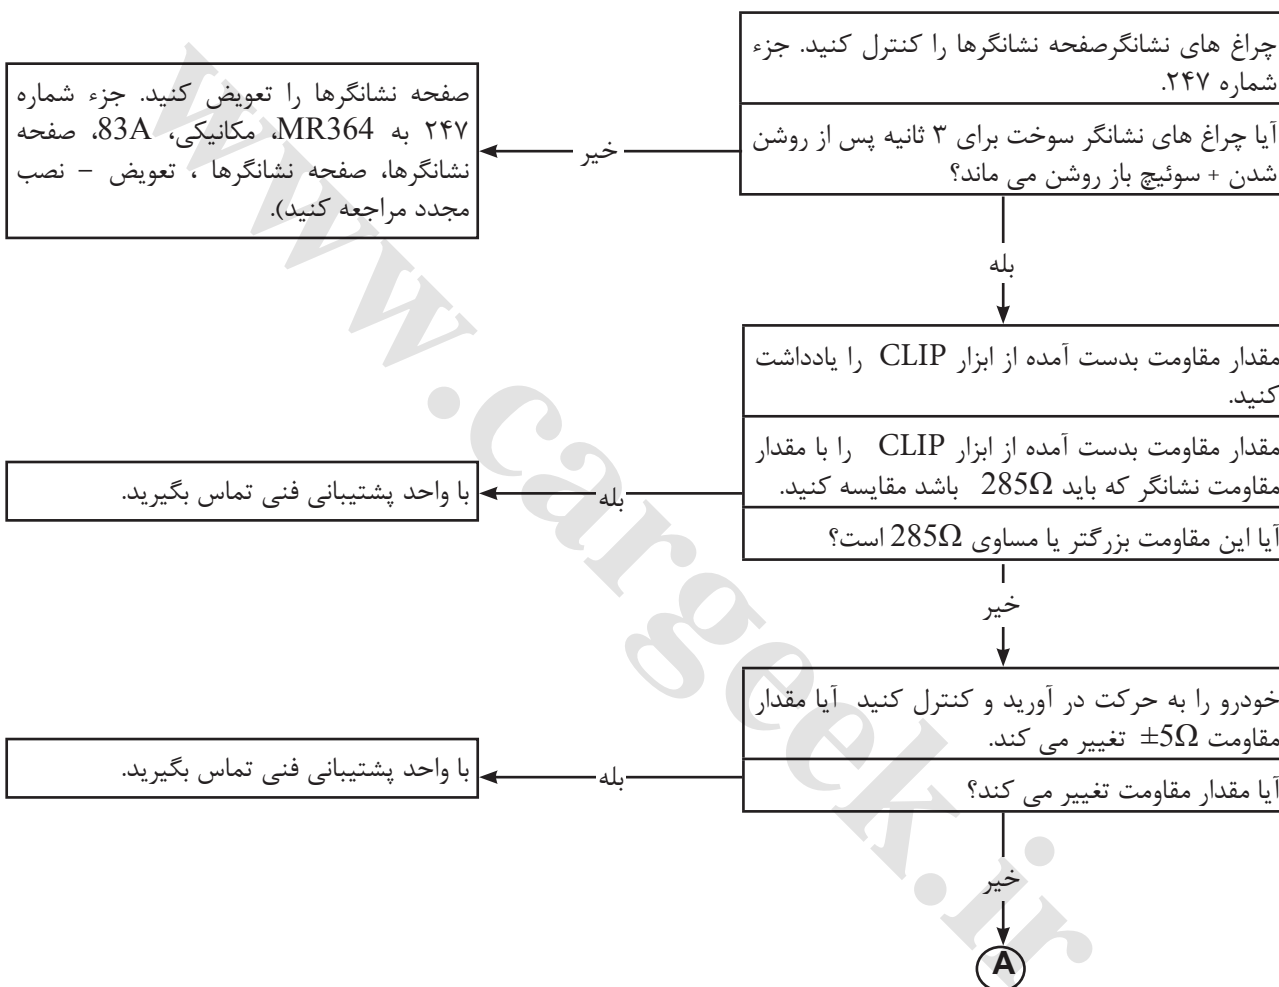 چراغ های نشانگرصفحه نشانگرها را کنترل کنید. جزء
شماره ۲۴۷.
آیا چراغ های نشانگر سوخت برای ۳ ثانیه پس از روشن
شدن + سوئیچ باز روشن می ماند؟
خیر
صفحه نشانگرها را تعویض کنید. جزء شماره
۲۴۷ به MR364، مکانیکی، 83A، صفحه
نشانگرها، صفحه نشانگرها ، تعویض – نصب
مجدد مراجعه کنید).
بله
مقدار مقاومت بدست آمده از ابزار CLIP را یادداشت
کنید.
مقدار مقاومت بدست آمده از ابزار CLIP را با مقدار
مقاومت نشانگر که باید 285Ω باشد مقایسه کنید.
آیا این مقاومت بزرگتر یا مساوی 285Ω است؟
بله
با واحد پشتیبانی فنی تماس بگیرید.
خیر
خودرو را به حرکت در آورید و کنترل کنید آیا مقدار
مقاومت ±5Ω تغییر می کند.
آیا مقدار مقاومت تغییر می کند؟
بله
با واحد پشتیبانی فنی تماس بگیرید.
خیر
A
www.cargeek.ir